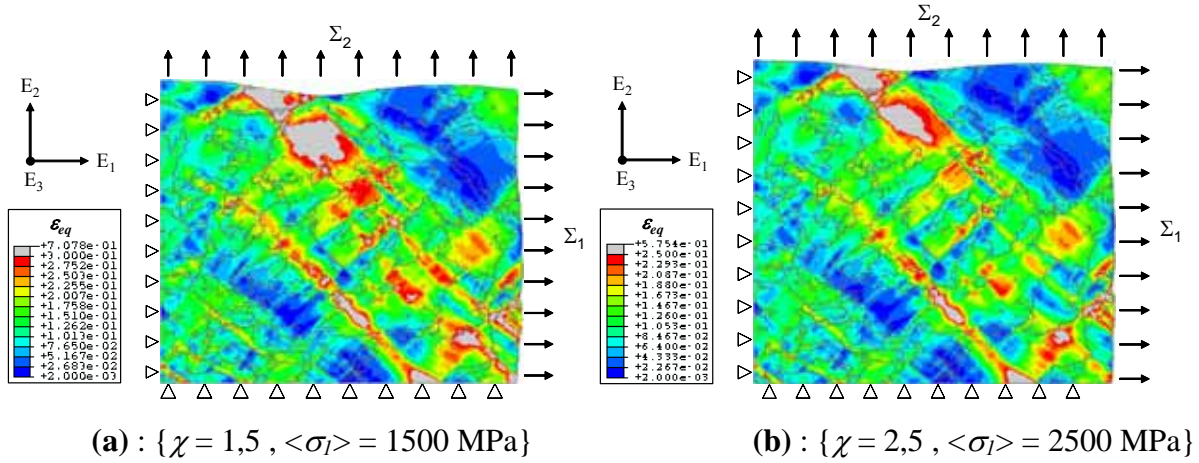 Σ2
Σ2
E2
E1
E3
E2
E1
E3
Σ1
Σ1
εeq
+7.078e-01
+3.000e-01
+2.752e-01
+2.503e-01
+2.255e-01
+2.007e-01
+1.758e-01
+1.510e-01
+1.262e-01
+1.013e-01
+7.650e-02
+5.167e-02
+2.683e-02
+2.000e-03
εeq
+5.754e-01
+2.500e-01
+2.293e-01
+2.087e-01
+1.880e-01
+1.673e-01
+1.467e-01
+1.260e-01
+1.053e-01
+8.467e-02
+6.400e-02
+4.333e-02
+2.267e-02
+2.000e-03
(a) : {χ = 1,5 , <σI> = 1500 MPa}
(b) : {χ = 2,5 , <σI> = 2500 MPa}